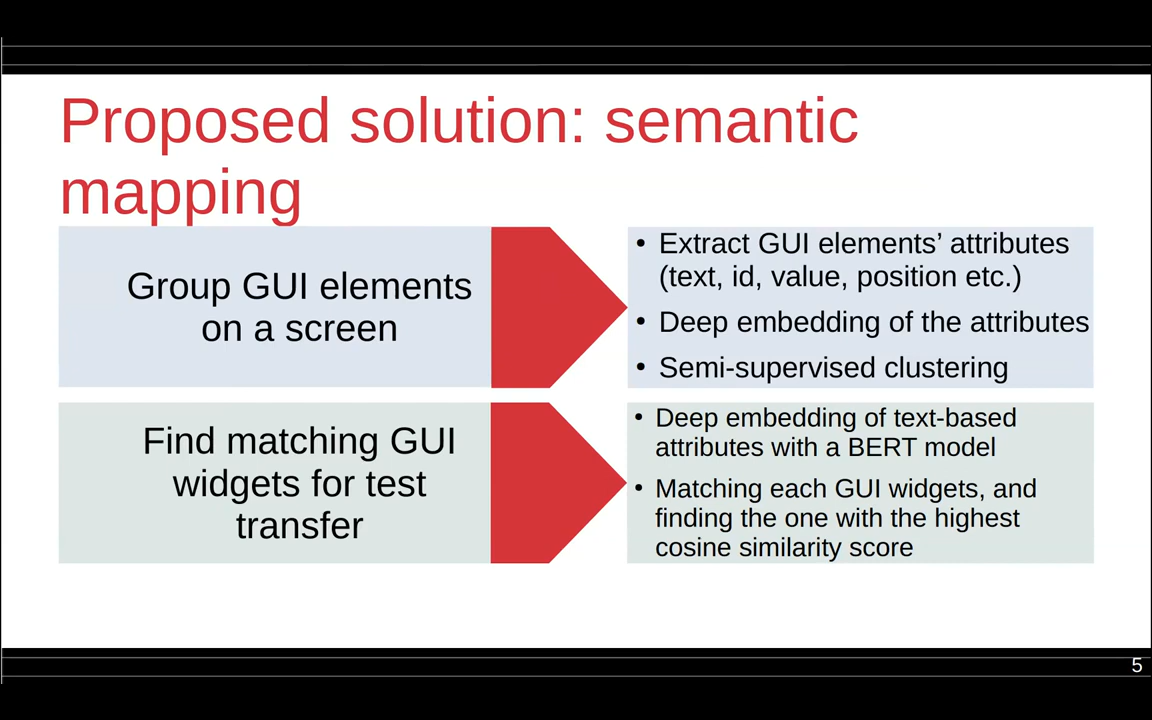 Proposed solution: semantic
mapping
Group GUI elements
on a screen
• Extract GUI elements’ attributes
(text, id, value, position etc.)
• Deep embedding of the attributes
• Semi-supervised clustering
Find matching GUI
widgets for test
transfer
• Deep embedding of text-based
attributes with a BERT model
• Matching each GUI widgets, and
finding the one with the highest
cosine similarity score
5